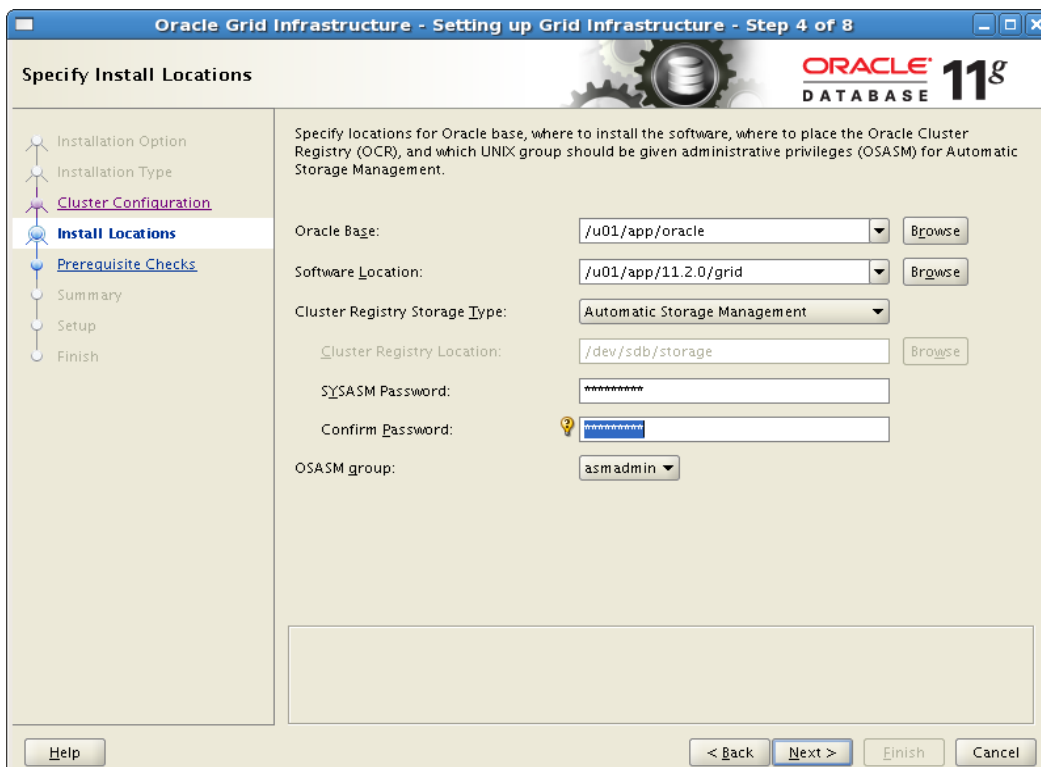 Oracle Grid Infrastructure - Setting up Grid Infrastructure - Step 4 of 8
Specify Install Locations
ORACLE
DATABASE 11g
Installation Option
Installation Type
Cluster Configuration
Install Locations
Prerequisite Checks
Summary
Setup
Finish
Specify locations for Oracle base, where to install the software, where to place the Oracle Cluster
Registry (OCR), and which UNIX group should be given administrative privileges (OSASM) for Automatic
Storage Management.
Oracle Base: /u01/app/oracle Browse
Software Location: /u01/app/11.2.0/grid Browse
Cluster Registry Storage Type: Automatic Storage Management
Cluster Registry Location: /dev/sdb/storage Browse
SYSASM Password: *********
Confirm Password: *********
OSASM group: asmadmin
Help < Back Next > Finish Cancel